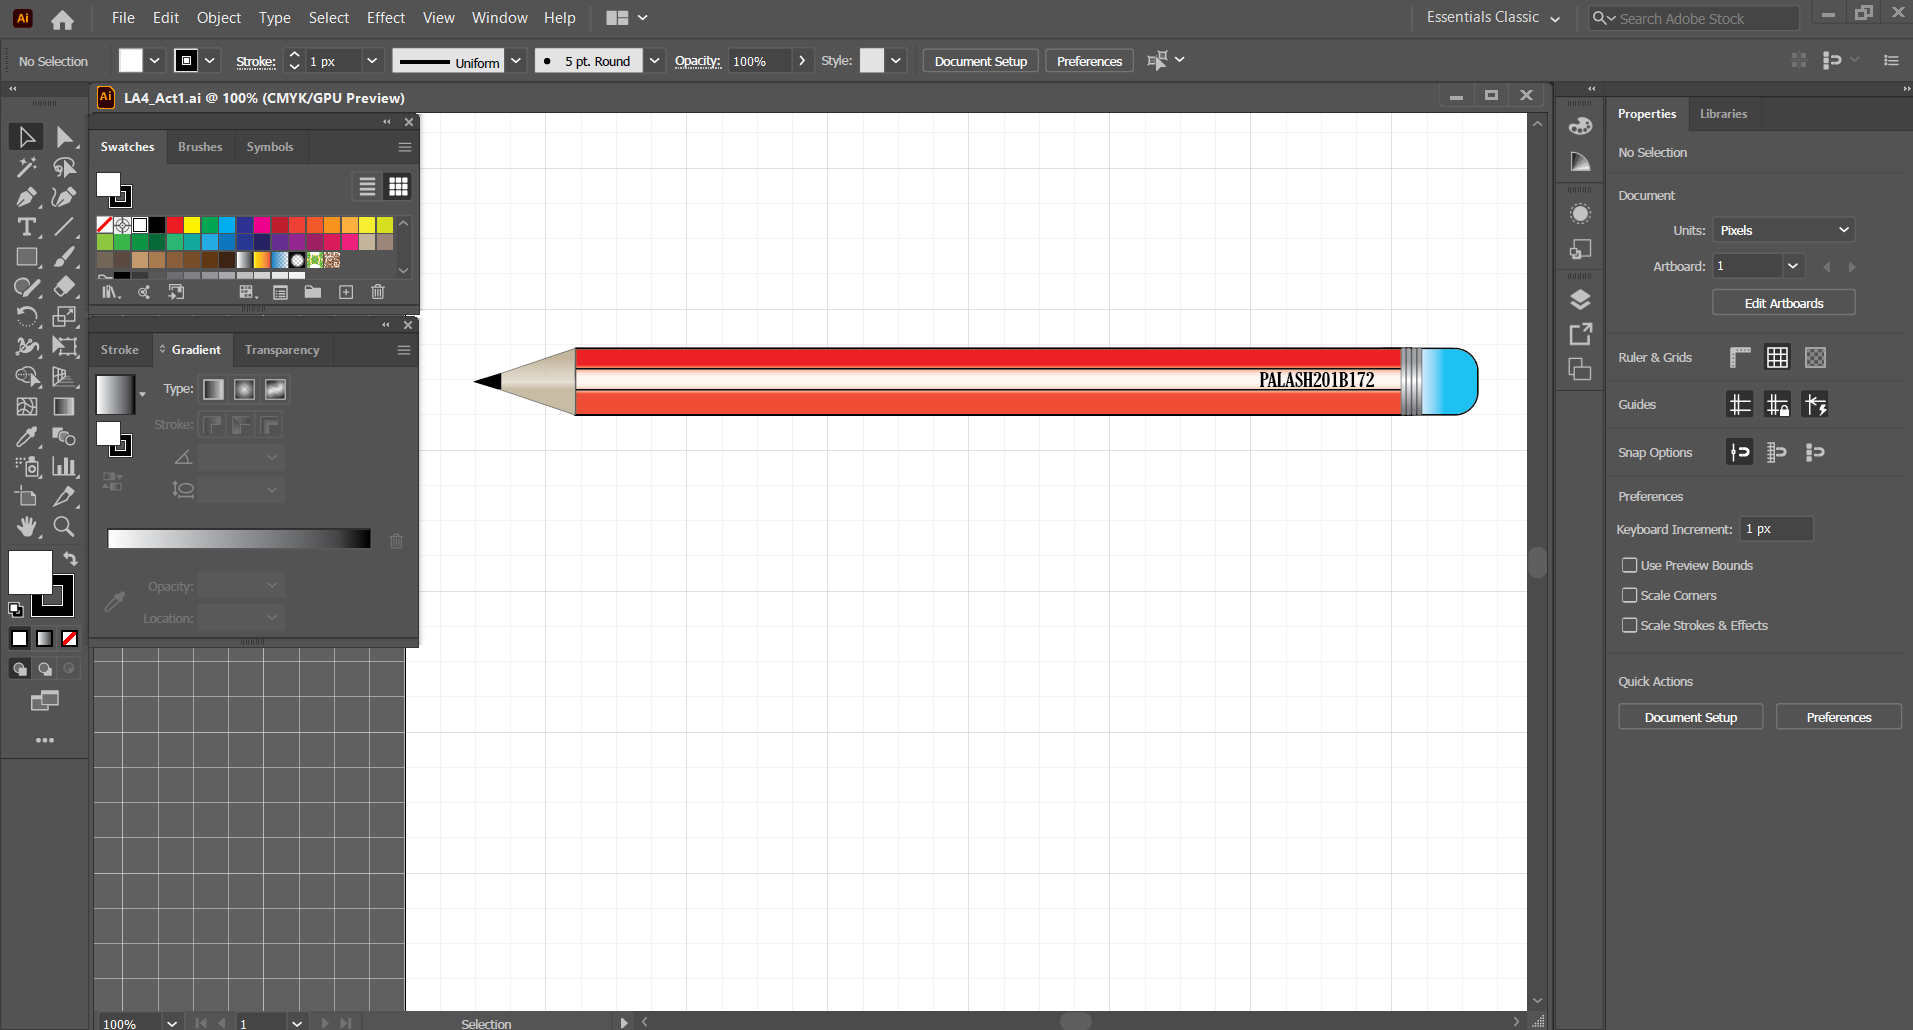 Ai File Edit Object Type Select Effect View Window Help Essentials Classic Search Adobe Stock
No Selection Stroke: 1 px Uniform 5 pt. Round Opacity: 100% Style: Document Setup Preferences
Ai LA4_Act1.ai @ 100% (CMYK/GPU Preview)
Swatches Brushes Symbols
Stroke Gradient Transparency
Type:
Stroke:
Opacity:
Location:
PALASH201B172
Properties Libraries
No Selection
Document
Units: Pixels
Artboard: 1
Edit Artboards
Ruler & Grids
Guides
Snap Options
Preferences
Keyboard Increment: 1 px
Use Preview Bounds
Scale Corners
Scale Strokes & Effects
Quick Actions
Document Setup Preferences
100% 1 Selection